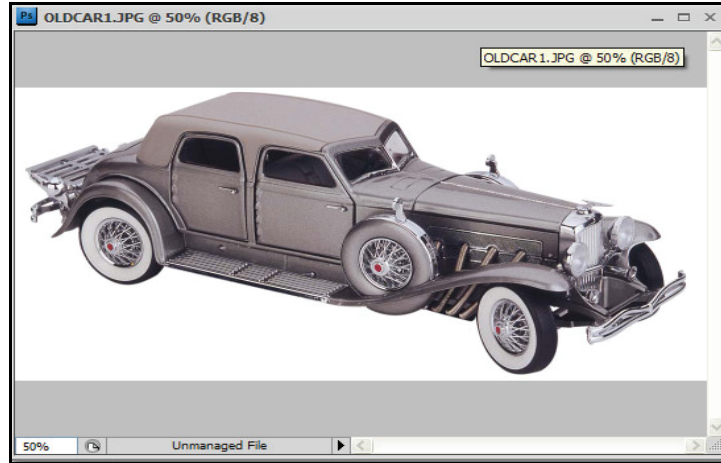 Ps OLDCAR1.JPG @ 50% (RGB/8)
OLDCAR1.JPG @ 50% (RGB/8)
50% Unmanaged File